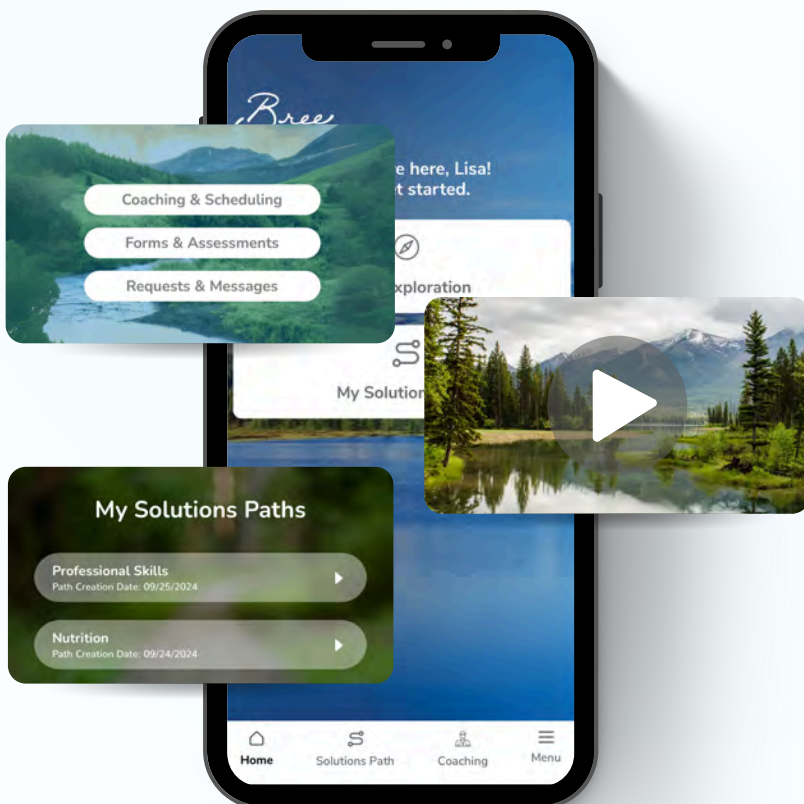 Bree
e here, Lisa!
t started.
Coaching & Scheduling
Forms & Assessments
Requests & Messages
xploration
My Solution
My Solutions Paths
Professional Skills
Path Creation Date: 09/25/2024
Nutrition
Path Creation Date: 09/24/2024
Home
Solutions Path
Coaching
Menu